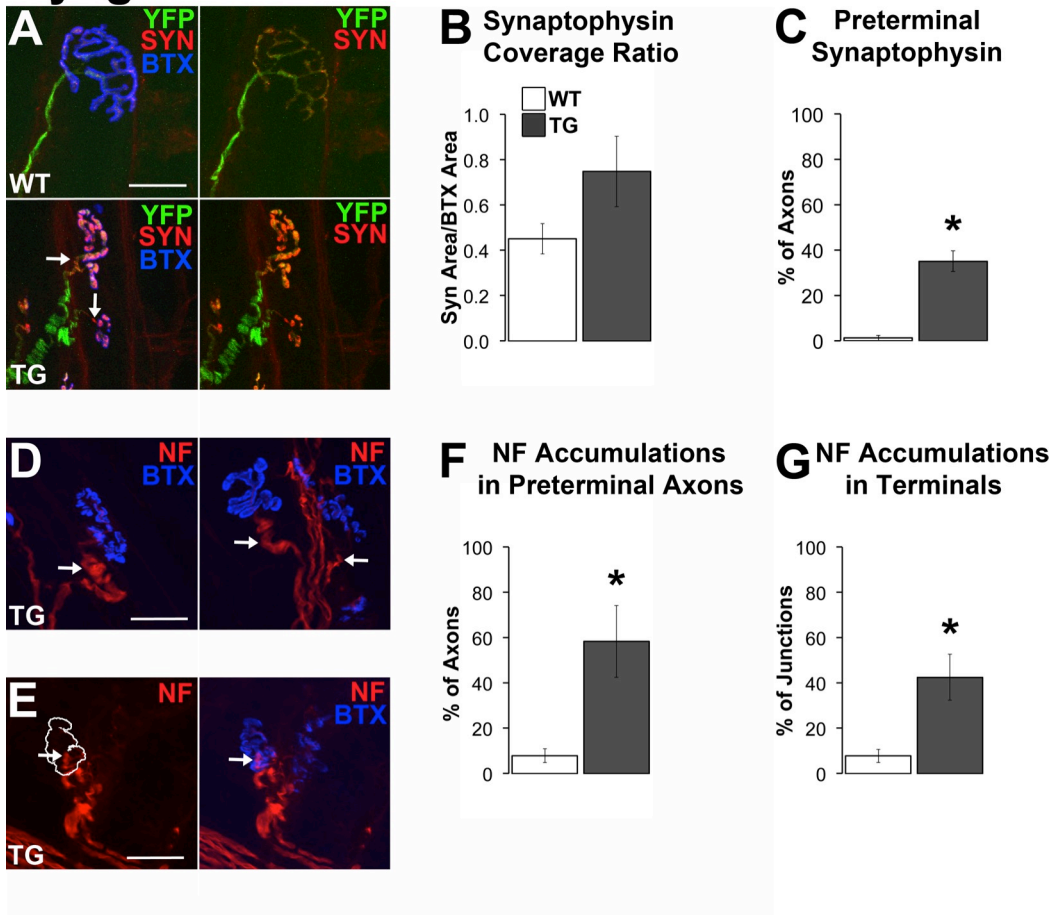 A
YFP
SYN
BTX
WT
YFP
SYN
YFP
SYN
BTX
TG
YFP
SYN
B Synaptophysin
Coverage Ratio
WT
TG
Syn Area/BTX Area
1.0
0.8
0.6
0.4
0.2
0.0
C Preterminal
Synaptophysin
% of Axons
100
80
60
40
20
0
*
D
NF
BTX
TG
NF
BTX
E
NF
TG
NF
BTX
F NF Accumulations
in Preterminal Axons
% of Axons
100
80
60
40
20
0
*
G NF Accumulations
in Terminals
% of Junctions
100
80
60
40
20
0
*